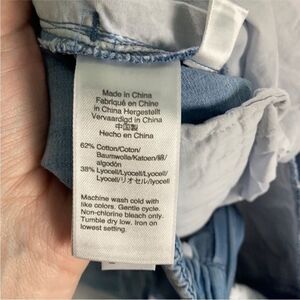 Made in China
Fabriqué en Chine
In China Hergestellt
Vervaardigd in China
中国製
Hecho en China
62% Cotton/Coton/
Baumwolle/Katoen/綿/
algodón
38% Lyocell/Lyocell/Lyocell/
Lyocell/リオセル/lyocell
Machine wash cold with
like colors. Gentle cycle.
Non-chlorine bleach only.
Tumble dry low. Iron on
lowest setting.